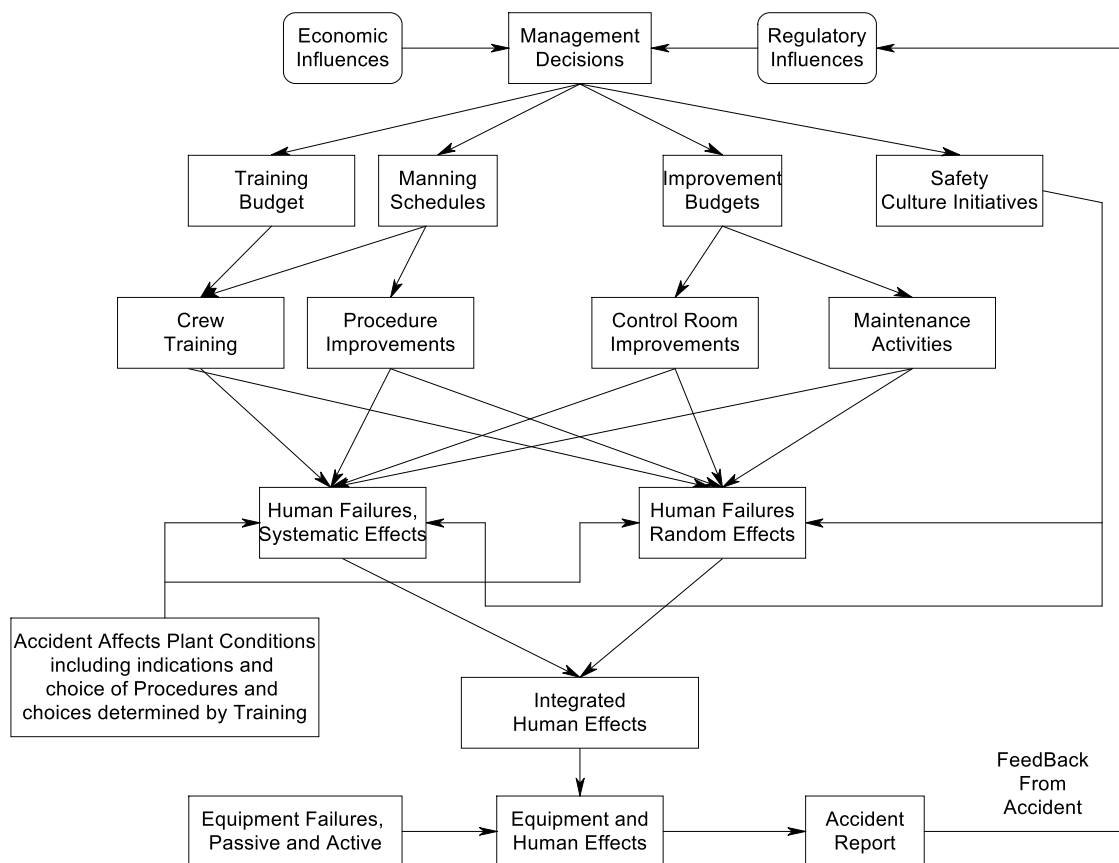 Economic
Influences
Management
Decisions
Regulatory
Influences
Training
Budget
Manning
Schedules
Improvement
Budgets
Safety
Culture Initiatives
Crew
Training
Procedure
Improvements
Control Room
Improvements
Maintenance
Activities
Human Failures,
Systematic Effects
Human Failures
Random Effects
Accident Affects Plant Conditions
including indications and
choice of Procedures and
choices determined by Training
Integrated
Human Effects
FeedBack
From
Accident
Equipment Failures,
Passive and Active
Equipment and
Human Effects
Accident
Report